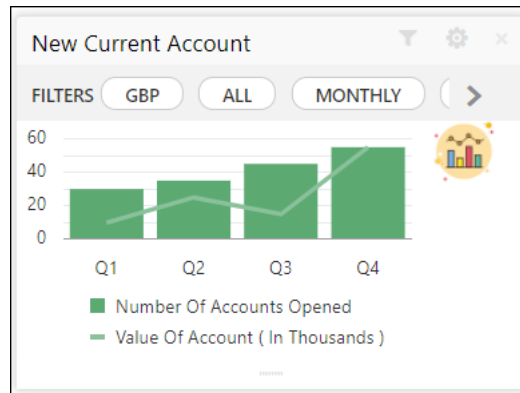 New Current Account
FILTERS GBP ALL MONTHLY
60
40
20
0
Q1 Q2 Q3 Q4
Number Of Accounts Opened
Value Of Account ( In Thousands )